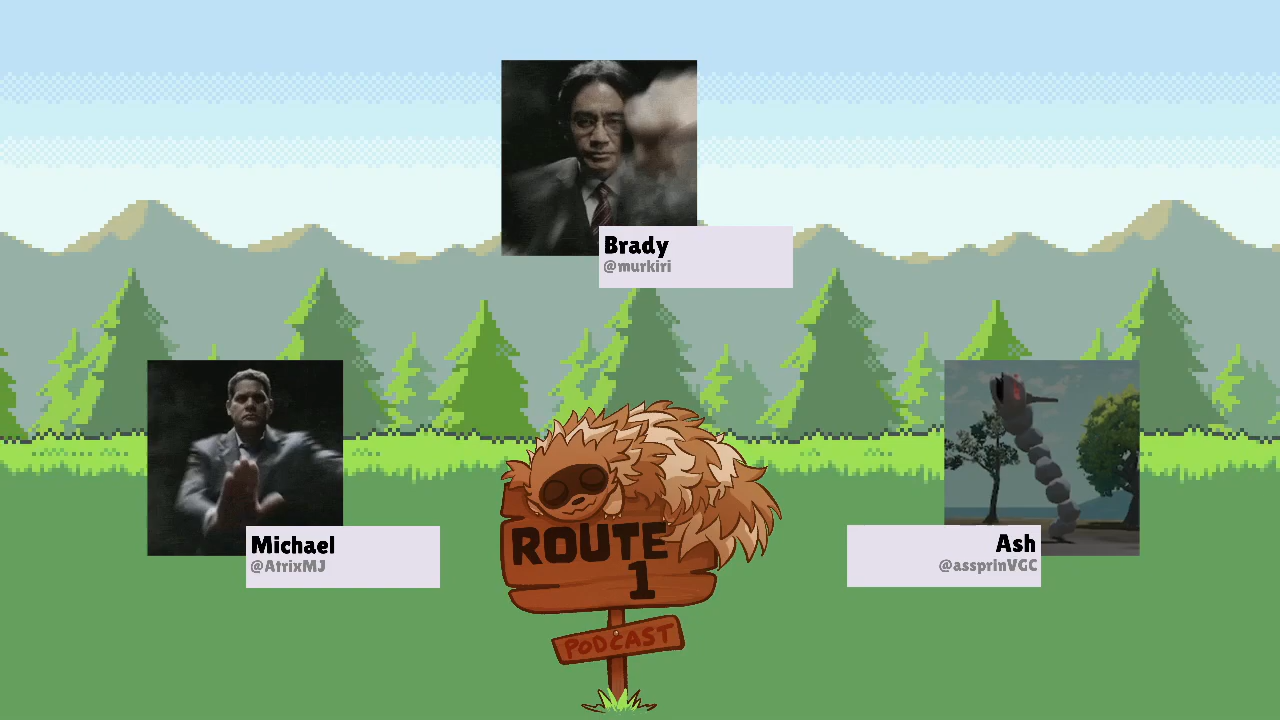 Brady
@murkiri
Michael
@AtrixMJ
Ash
@assprinVGC
ROUTE
1
PODCAST